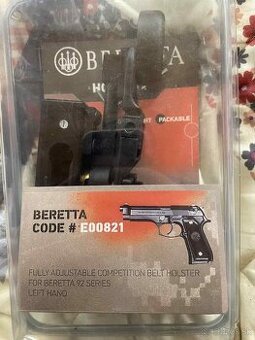 BERETTA
PACKABLE
BERETTA
CODE # E00821
FULLY ADJUSTABLE COMPETITION BELT HOLSTER
FOR BERETTA 92 SERIES
LEFT HAND